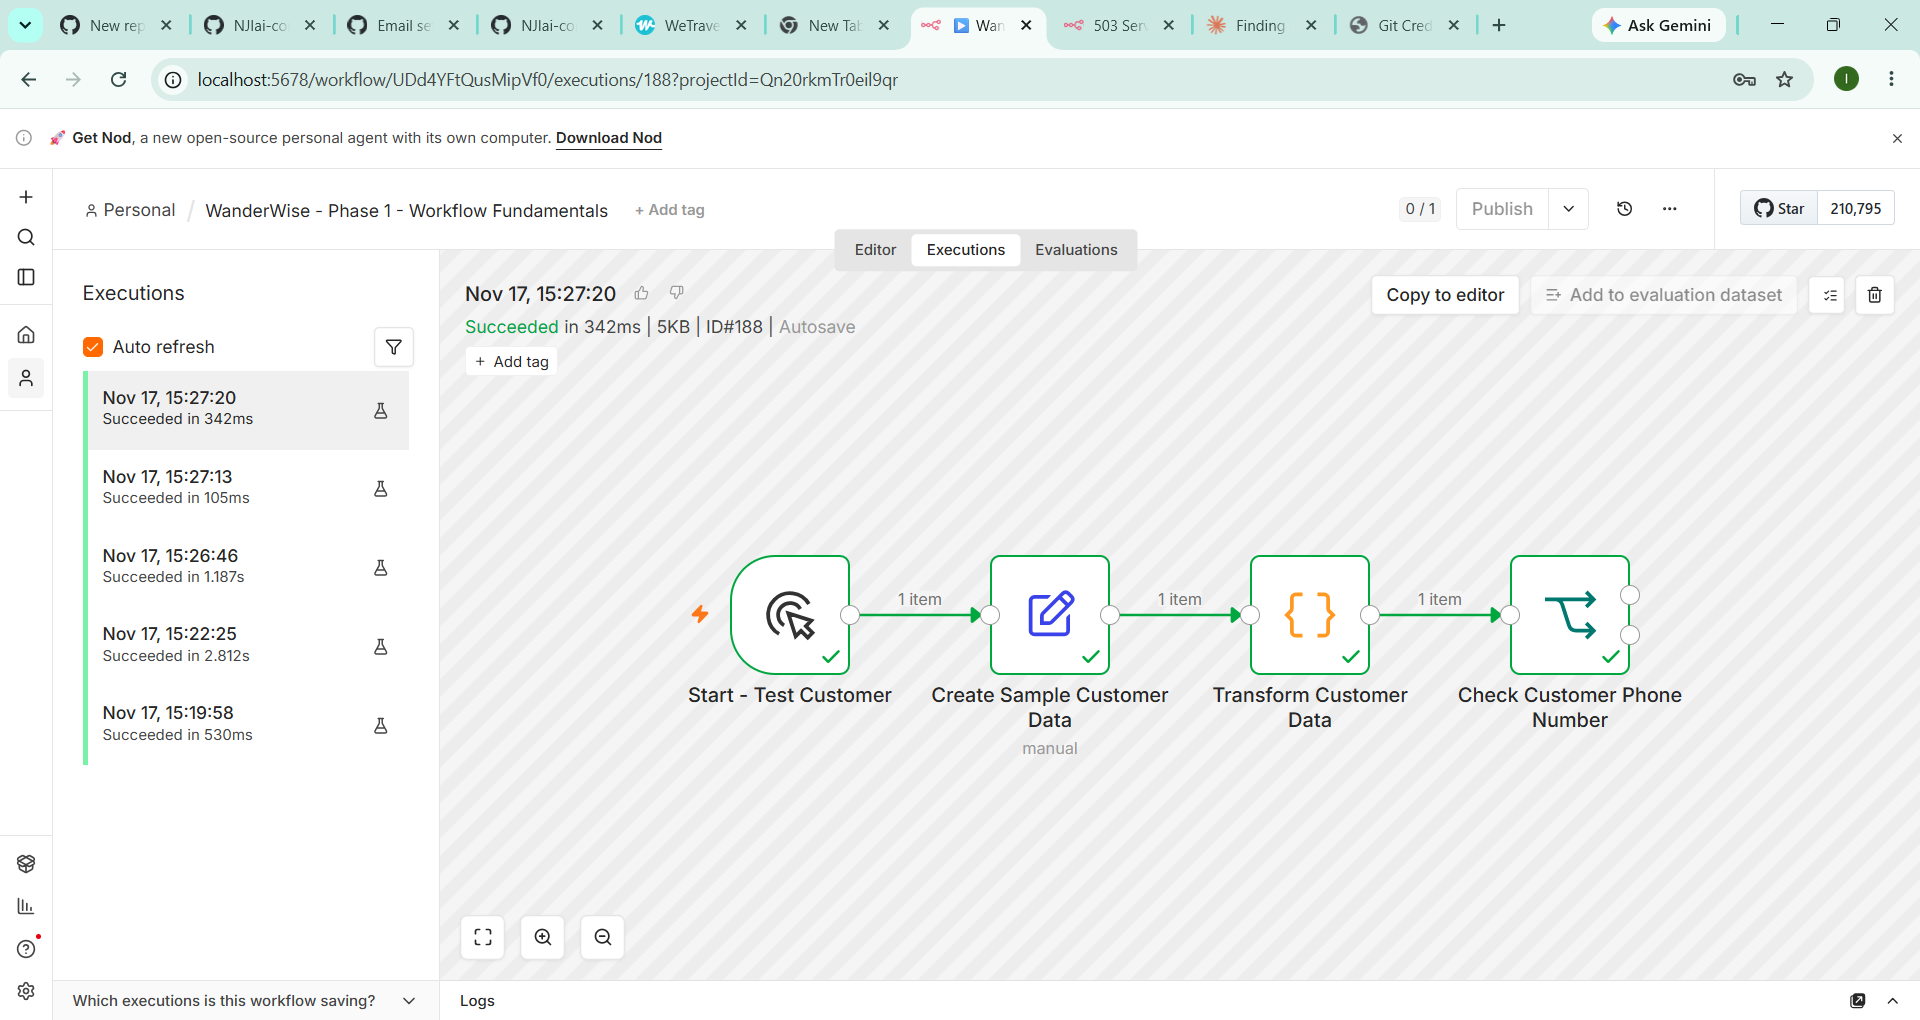 New rep
NJIai-co
Email se
NJIai-co
WeTrave
New Tab
Wan
503 Serv
Finding
Git Cred
Ask Gemini
localhost:5678/workflow/UDd4YFtQusMipVf0/executions/188?projectId=Qn20rkmTr0eil9qr
I
Get Nod, a new open-source personal agent with its own computer. Download Nod
Personal / WanderWise - Phase 1 - Workflow Fundamentals + Add tag
0 / 1
Publish
Star 210,795
Editor
Executions
Evaluations
Executions
Auto refresh
Nov 17, 15:27:20
Succeeded in 342ms
Nov 17, 15:27:13
Succeeded in 105ms
Nov 17, 15:26:46
Succeeded in 1.187s
Nov 17, 15:22:25
Succeeded in 2.812s
Nov 17, 15:19:58
Succeeded in 530ms
Nov 17, 15:27:20
Succeeded in 342ms | 5KB | ID#188 | Autosave
+ Add tag
Copy to editor
Add to evaluation dataset
1 item
1 item
1 item
Start - Test Customer
Create Sample Customer
Data
manual
Transform Customer
Data
Check Customer Phone
Number
Which executions is this workflow saving?
Logs